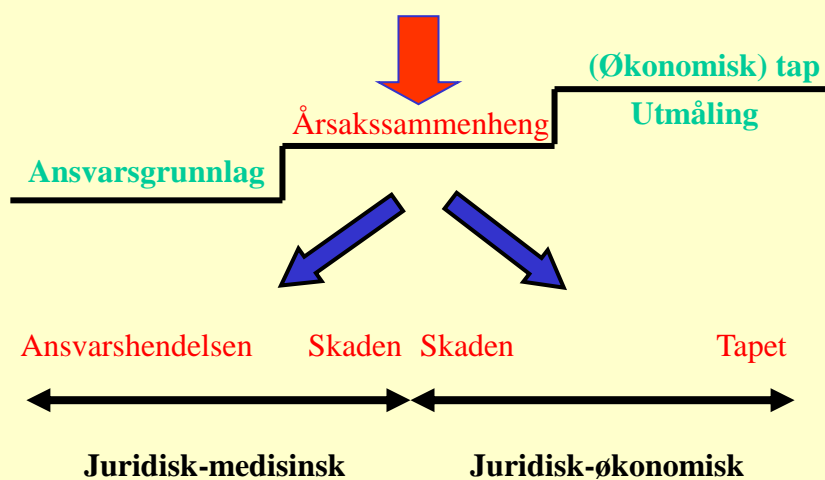 (Økonomisk) tap
Årsakssammenheng
Utmåling
Ansvarsgrunnlag
Ansvarshendelsen Skaden Skaden Tapet
Juridisk-medisinsk Juridisk-økonomisk